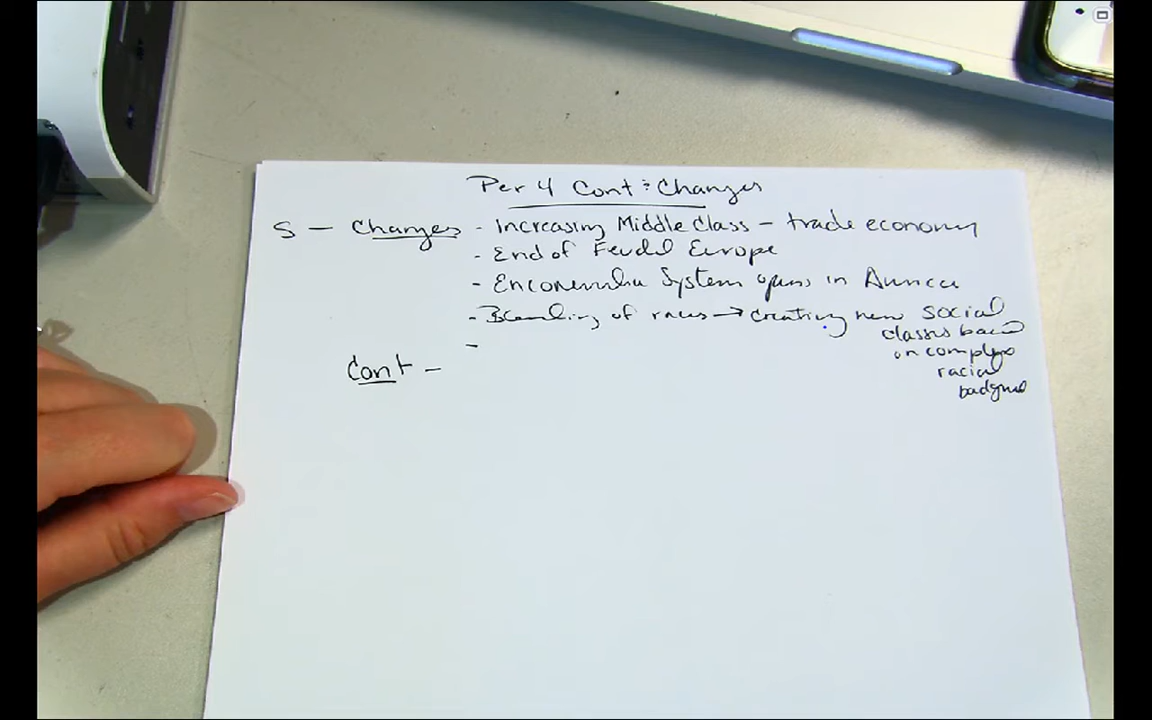 Per 4 Cont : Changes
S - Changes - Increasing Middle Class - trade economy
- End of Feudal Europe
- Encomienda System opens in America
- Blending of races → creating new social
classes based
on complex
racial
-
Cont -